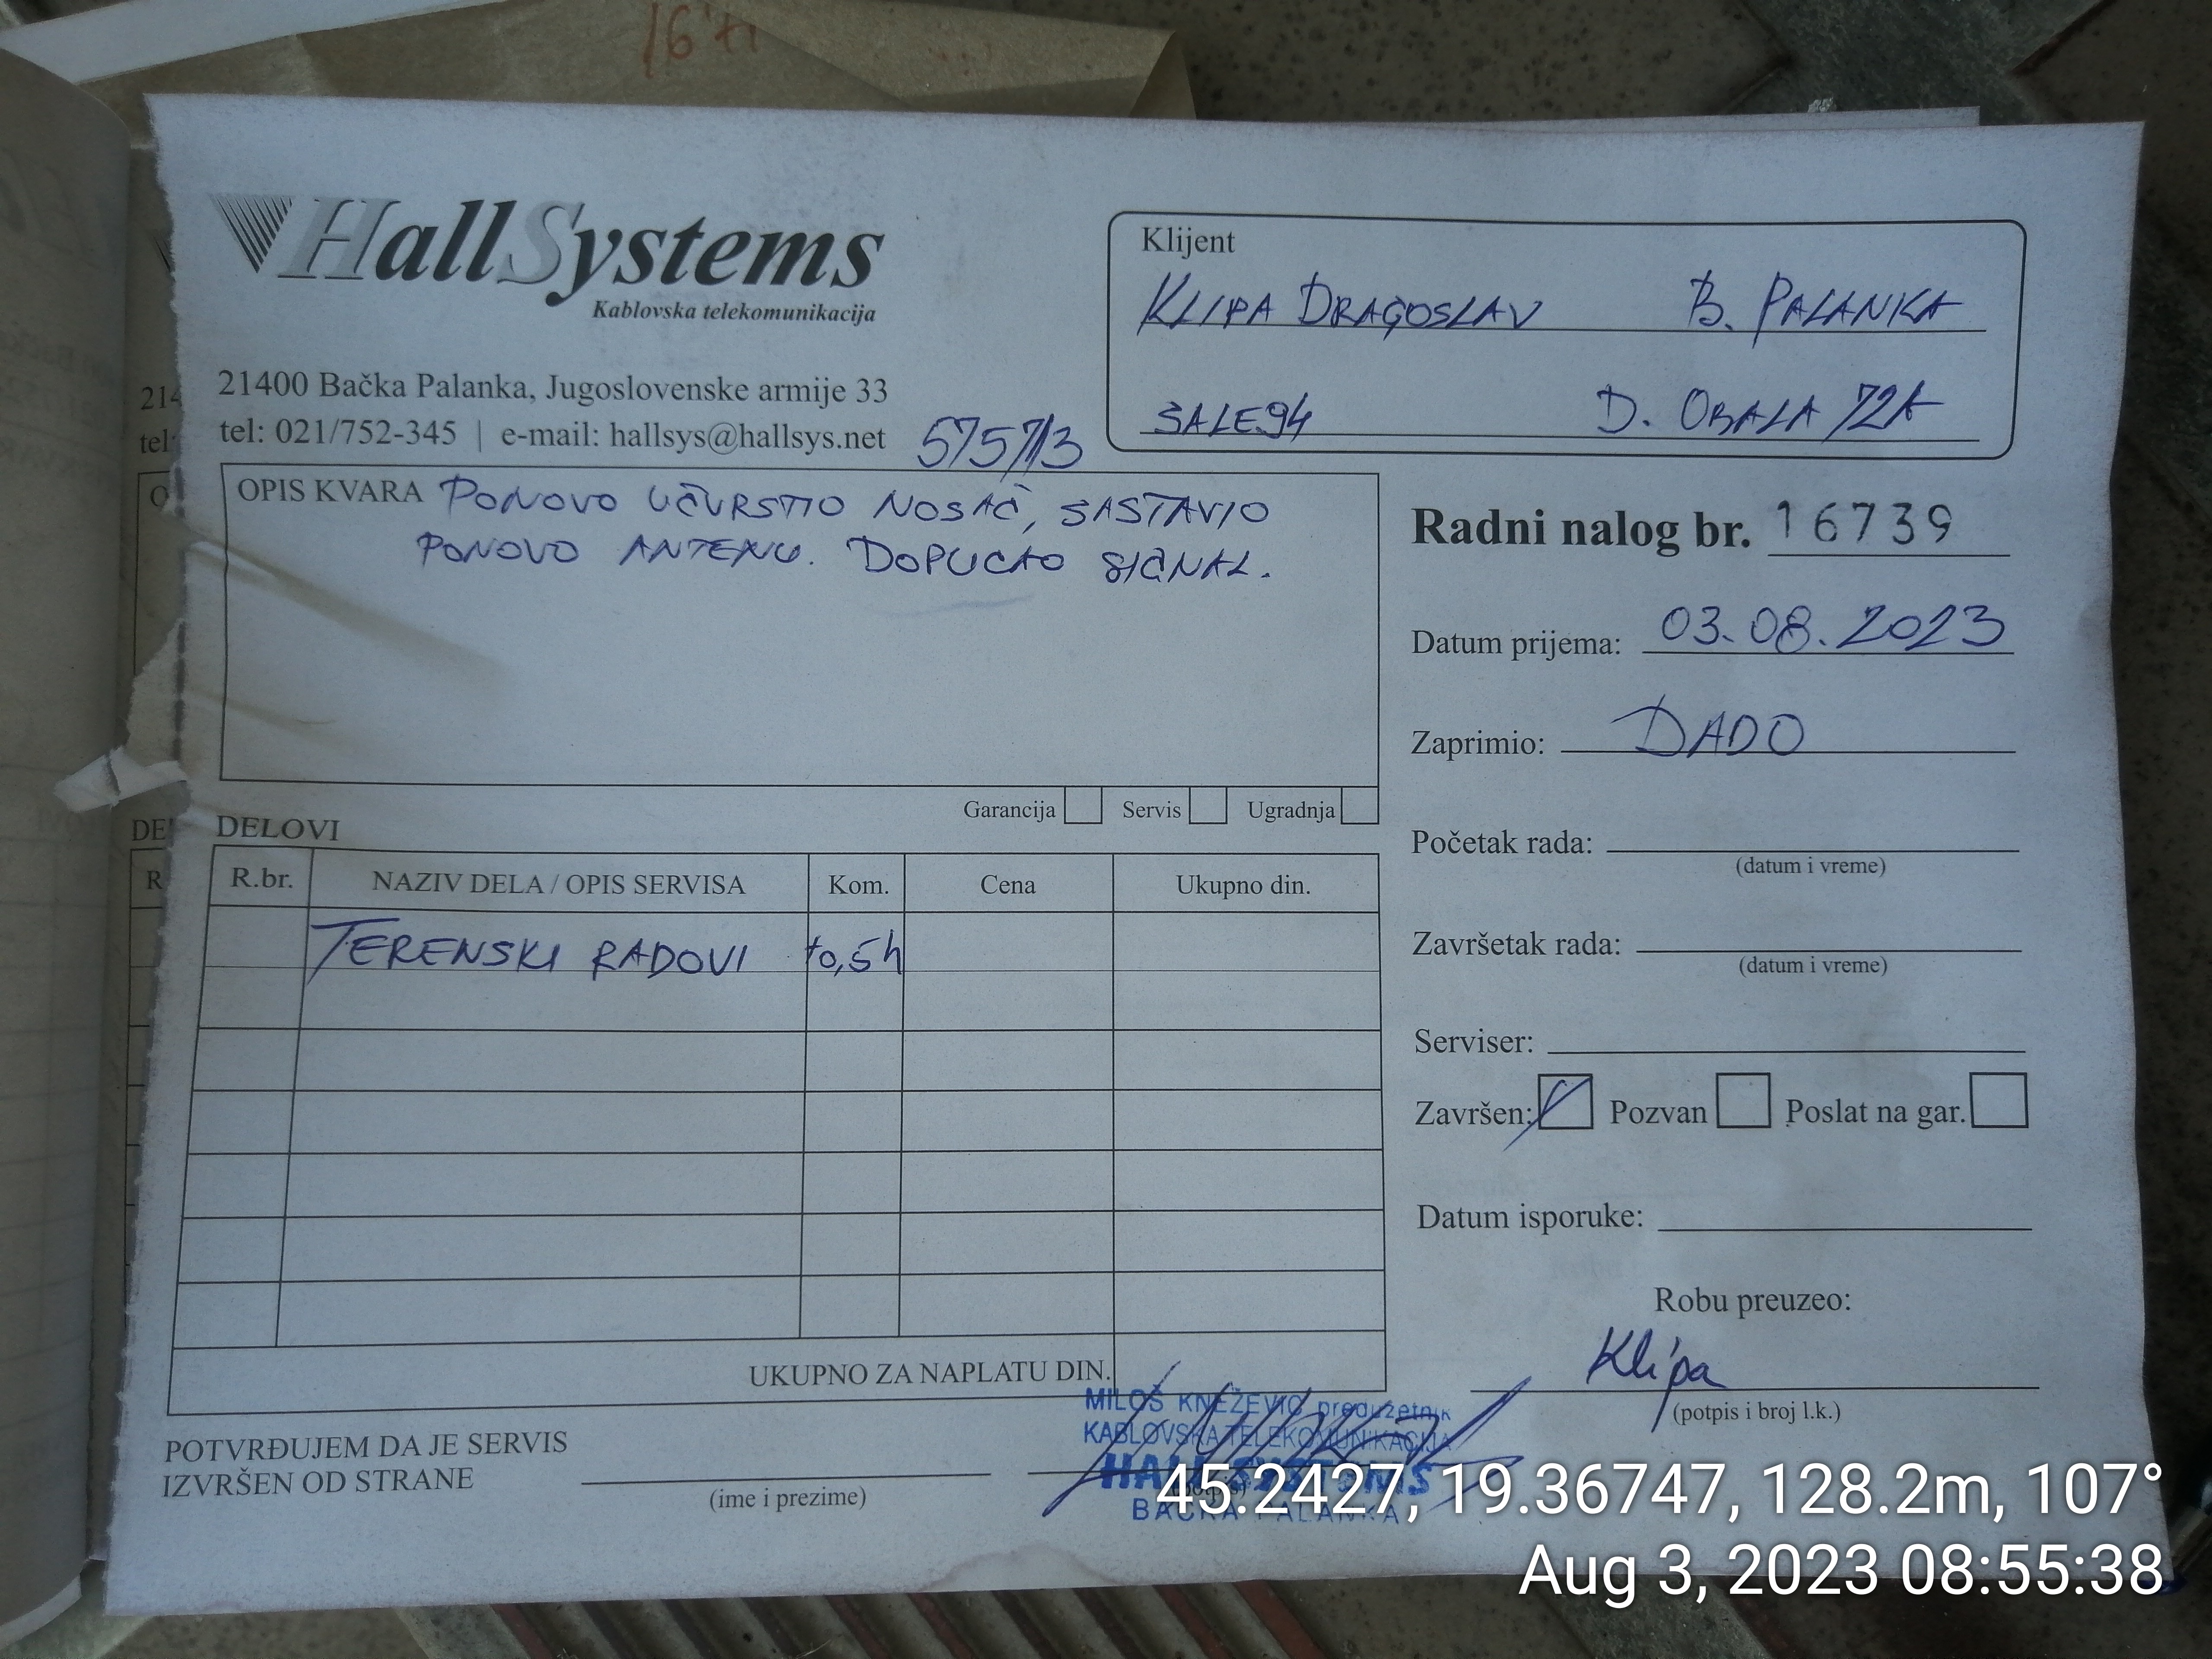 16
HallSystems
Kablovska telekomunikacija
21400 Bačka Palanka, Jugoslovenske armije 33
tel: 021/752-345 | e-mail: hallsys@hallsys.net
Klijent
KLIPA DRAGOSLAV B. PALANKA
SALE94 D. OBALA 72A
OPIS KVARA PONOVO UČVRSTIO NOSAČ, SASTAVIO
PONOVO ANTENU. SIGNAL.
Garancija Servis Ugradnja
Radni nalog br. 16739
Datum prijema: 03.08.2023
Zaprimio: DADO
Početak rada:
(datum i vreme)
Završetak rada:
(datum i vreme)
Serviser:
Završen: Pozvan Poslat na gar.
Datum isporuke:
Robu preuzeo:
Klipa
(potpis i broj l.k.)
DELOVI
R.br. NAZIV DELA / OPIS SERVISA Kom. Cena Ukupno din.
TERENSKI RADOVI 0,5h
UKUPNO ZA NAPLATU DIN.
POTVRĐUJEM DA JE SERVIS
IZVRŠEN OD STRANE
(ime i prezime)
MILOŠ KNEŽEVIĆ preduzetnik
KABLOVSKA TELEKOMUNIKACIJA
HALL SYSTEMS
BAČKA PALANKA
45.2427, 19.36747, 128.2m, 107°
Aug 3, 2023 08:55:38